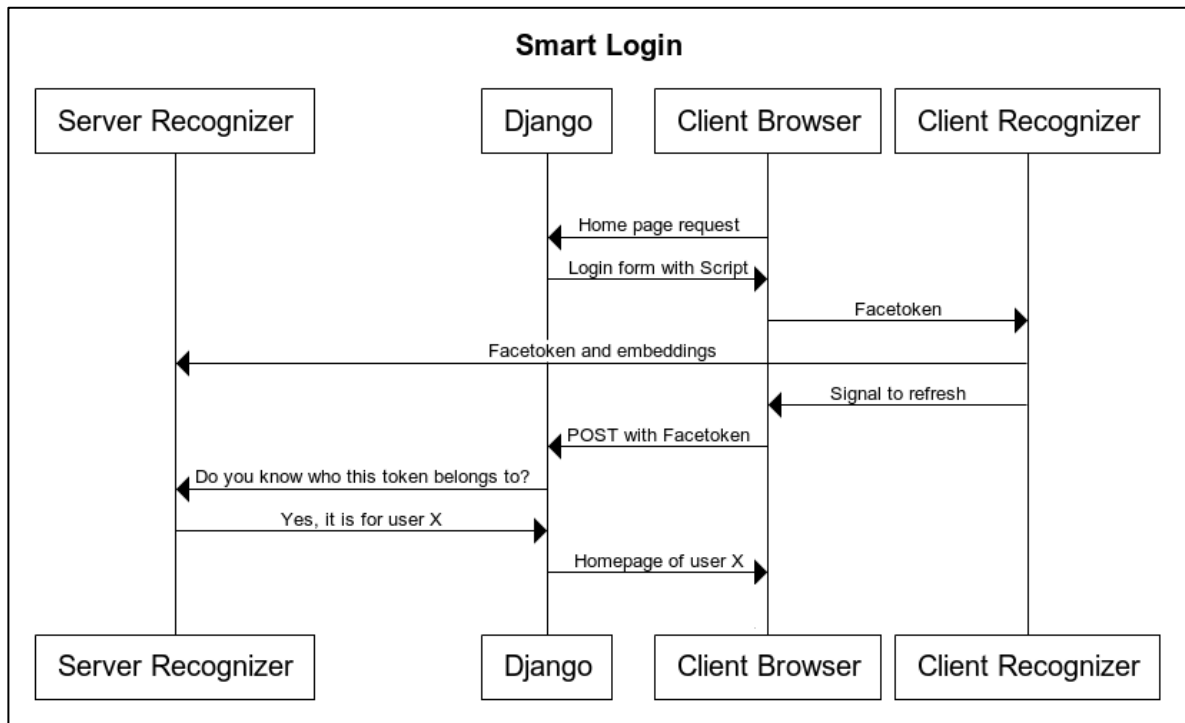 Smart Login
Server Recognizer
Django
Client Browser
Client Recognizer
Home page request
Login form with Script
Facetoken
Facetoken and embeddings
Signal to refresh
POST with Facetoken
Do you know who this token belongs to?
Yes, it is for user X
Homepage of user X
Server Recognizer
Django
Client Browser
Client Recognizer